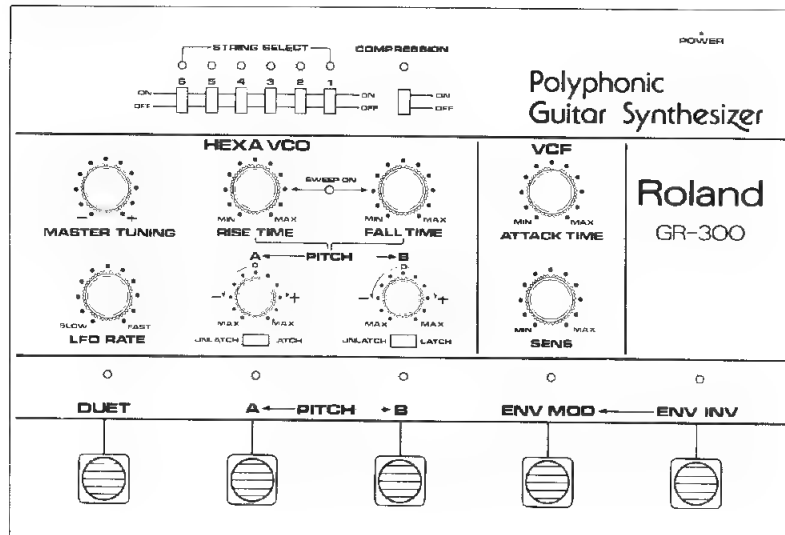 STRING SELECT COMPRESSION POWER
6 5 4 3 2 1
ON ON ON
OFF OFF OFF
Polyphonic
Guitar Synthesizer
HEXA VCO VCF
SWEEP ON
MIN MAX MIN MAX MIN MAX
MASTER TUNING RISE TIME FALL TIME ATTACK TIME
Roland
GR-300
A PITCH B
- + - + - +
SLOW FAST MAX MAX MAX MAX MIN MAX
LFO RATE UNLATCH LATCH UNLATCH LATCH SENS
DUET A PITCH B ENV MOD ENV INV